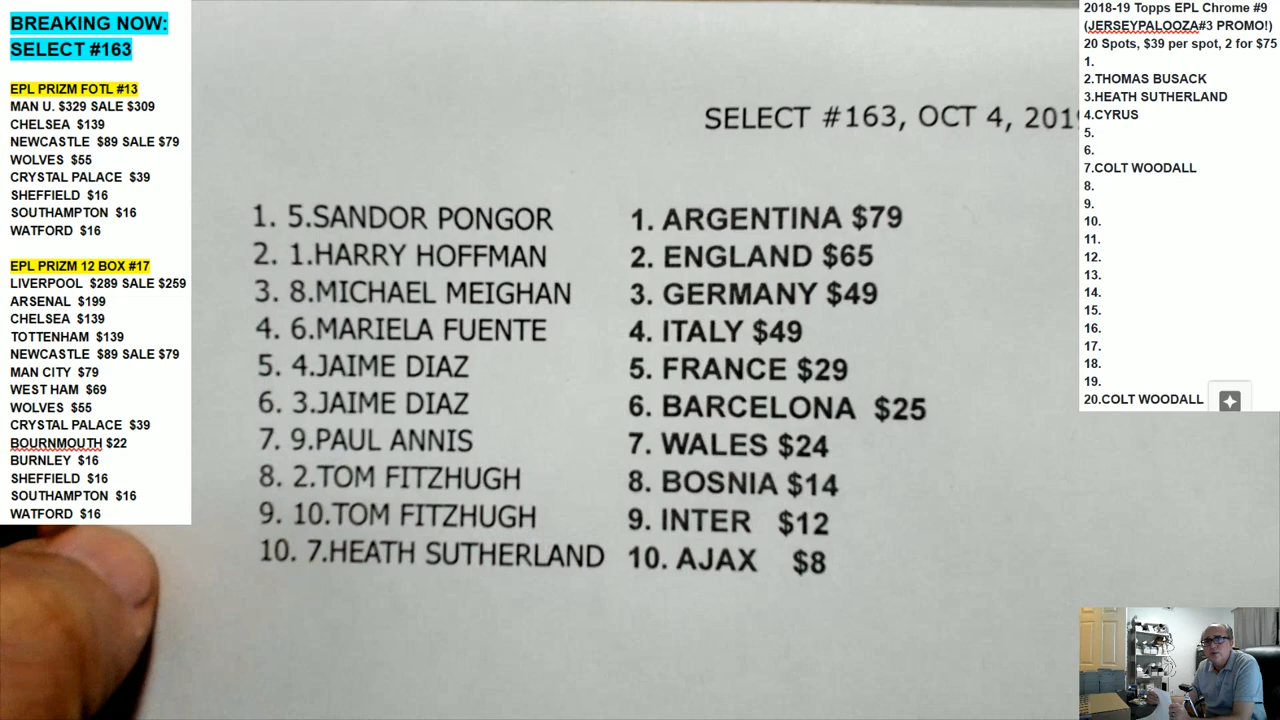 BREAKING NOW:
SELECT #163
EPL PRIZM FOTL #13
MAN U. $329 SALE $309
CHELSEA $139
NEWCASTLE $89 SALE $79
WOLVES $55
CRYSTAL PALACE $39
SHEFFIELD $16
SOUTHAMPTON $16
WATFORD $16
EPL PRIZM 12 BOX #17
LIVERPOOL $289 SALE $259
ARSENAL $199
CHELSEA $139
TOTTENHAM $139
NEWCASTLE $89 SALE $79
MAN CITY $79
WEST HAM $69
WOLVES $55
CRYSTAL PALACE $39
BOURNMOUTH $22
BURNLEY $16
SHEFFIELD $16
SOUTHAMPTON $16
WATFORD $16
SELECT #163, OCT 4, 201
1. 5.SANDOR PONGOR 1. ARGENTINA $79
2. 1.HARRY HOFFMAN 2. ENGLAND $65
3. 8.MICHAEL MEIGHAN 3. GERMANY $49
4. 6.MARIELA FUENTE 4. ITALY $49
5. 4.JAIME DIAZ 5. FRANCE $29
6. 3.JAIME DIAZ 6. BARCELONA $25
7. 9.PAUL ANNIS 7. WALES $24
8. 2.TOM FITZHUGH 8. BOSNIA $14
9. 10.TOM FITZHUGH 9. INTER $12
10. 7.HEATH SUTHERLAND 10. AJAX $8
2018-19 Topps EPL Chrome #9
(JERSEYPALOOZA#3 PROMO!)
20 Spots, $39 per spot, 2 for $75
1.
2.THOMAS BUSACK
3.HEATH SUTHERLAND
4.CYRUS
5.
6.
7.COLT WOODALL
8.
9.
10.
11.
12.
13.
14.
15.
16.
17.
18.
19.
20.COLT WOODALL